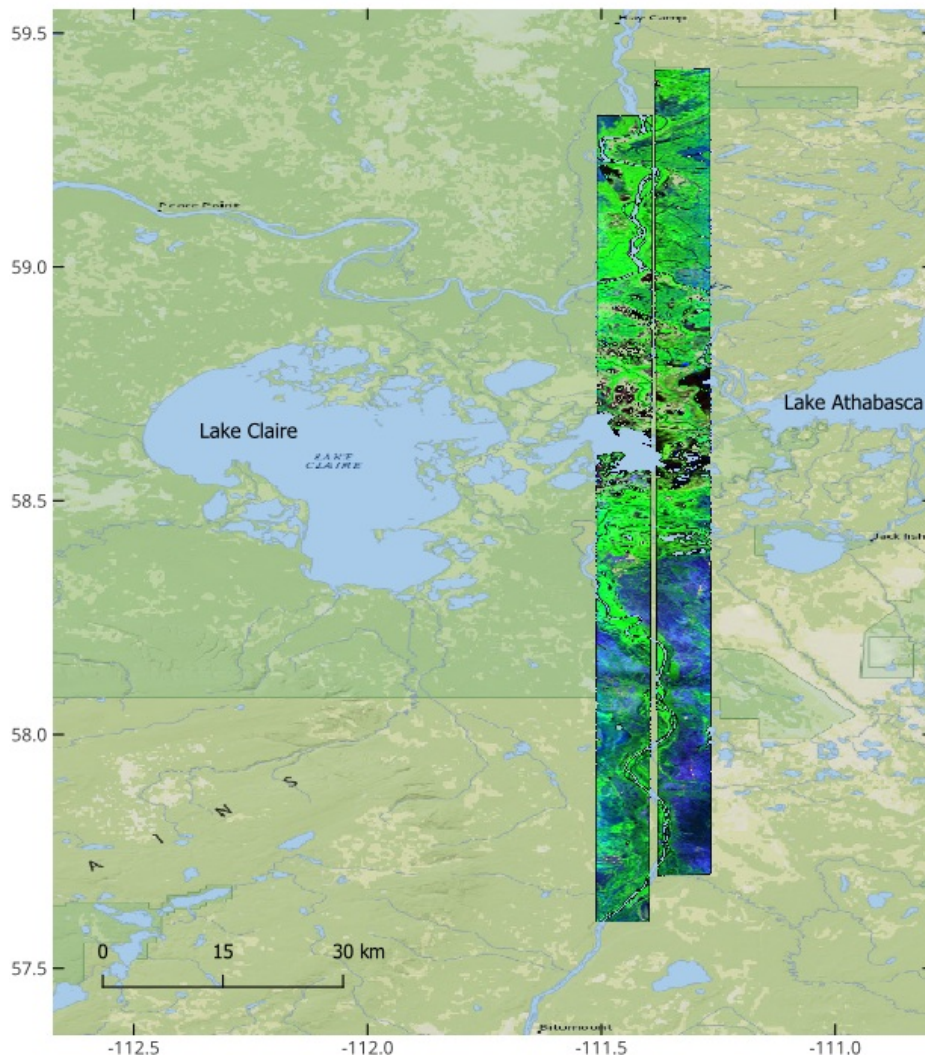 59.5
59.0
58.5
58.0
57.5
Lake Claire
LAKE
CLAIRE
Lake Athabasca
A I N S
0 15 30 km
Bitumount
-112.5 -112.0 -111.5 -111.0